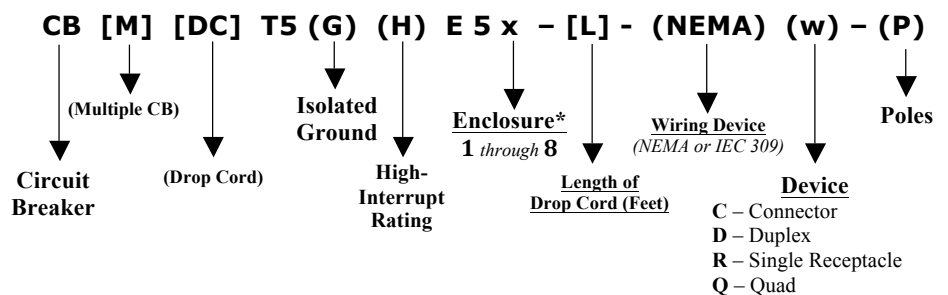 CB [M] [DC] T5 (G) (H) E 5 x – [L] - (NEMA) (w) – (P)
(Multiple CB)
Isolated
Ground
Enclosure*
1 through 8
Wiring Device
(NEMA or IEC 309)
Poles
Circuit
Breaker
(Drop Cord)
High-
Interrupt
Rating
Length of
Drop Cord (Feet)
Device
C – Connector
D – Duplex
R – Single Receptacle
Q – Quad